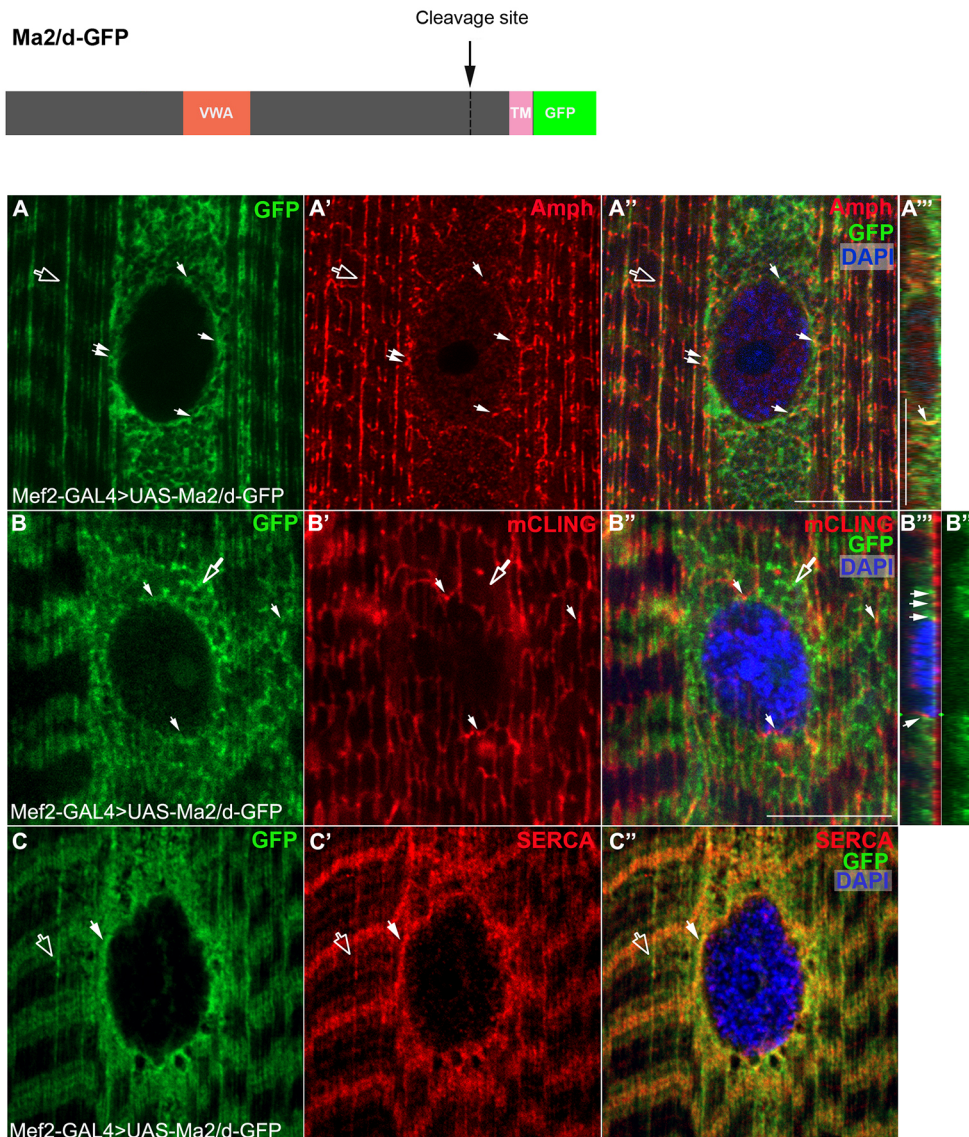 Cleavage site
Ma2/d-GFP
VWA
TM
GFP
A
GFP
Mef2-GAL4>UAS-Ma2/d-GFP
A'
Amph
A''
Amph
GFP
DAPI
A'''
B
GFP
Mef2-GAL4>UAS-Ma2/d-GFP
B'
mCLING
B''
mCLING
GFP
DAPI
B'''
C
GFP
Mef2-GAL4>UAS-Ma2/d-GFP
C'
SERCA
C''
SERCA
GFP
DAPI